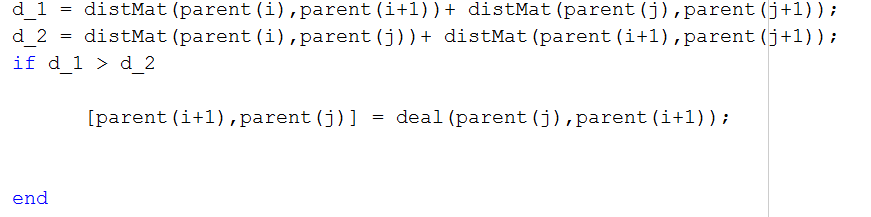 d_1 = distMat(parent(i),parent(i+1))+ distMat(parent(j),parent(j+1));
d_2 = distMat(parent(i),parent(j))+ distMat(parent(i+1),parent(j+1));
if d_1 > d_2
[parent(i+1),parent(j)] = deal(parent(j),parent(i+1));
end